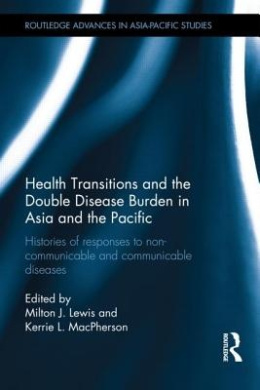 ROUTLEDGE ADVANCES IN ASIA-PACIFIC STUDIES
Health Transitions and the
Double Disease Burden in
Asia and the Pacific
Histories of responses to non-
communicable and communicable
diseases
Edited by
Milton J. Lewis and
Kerrie L. MacPherson
R
ROUTLEDGE